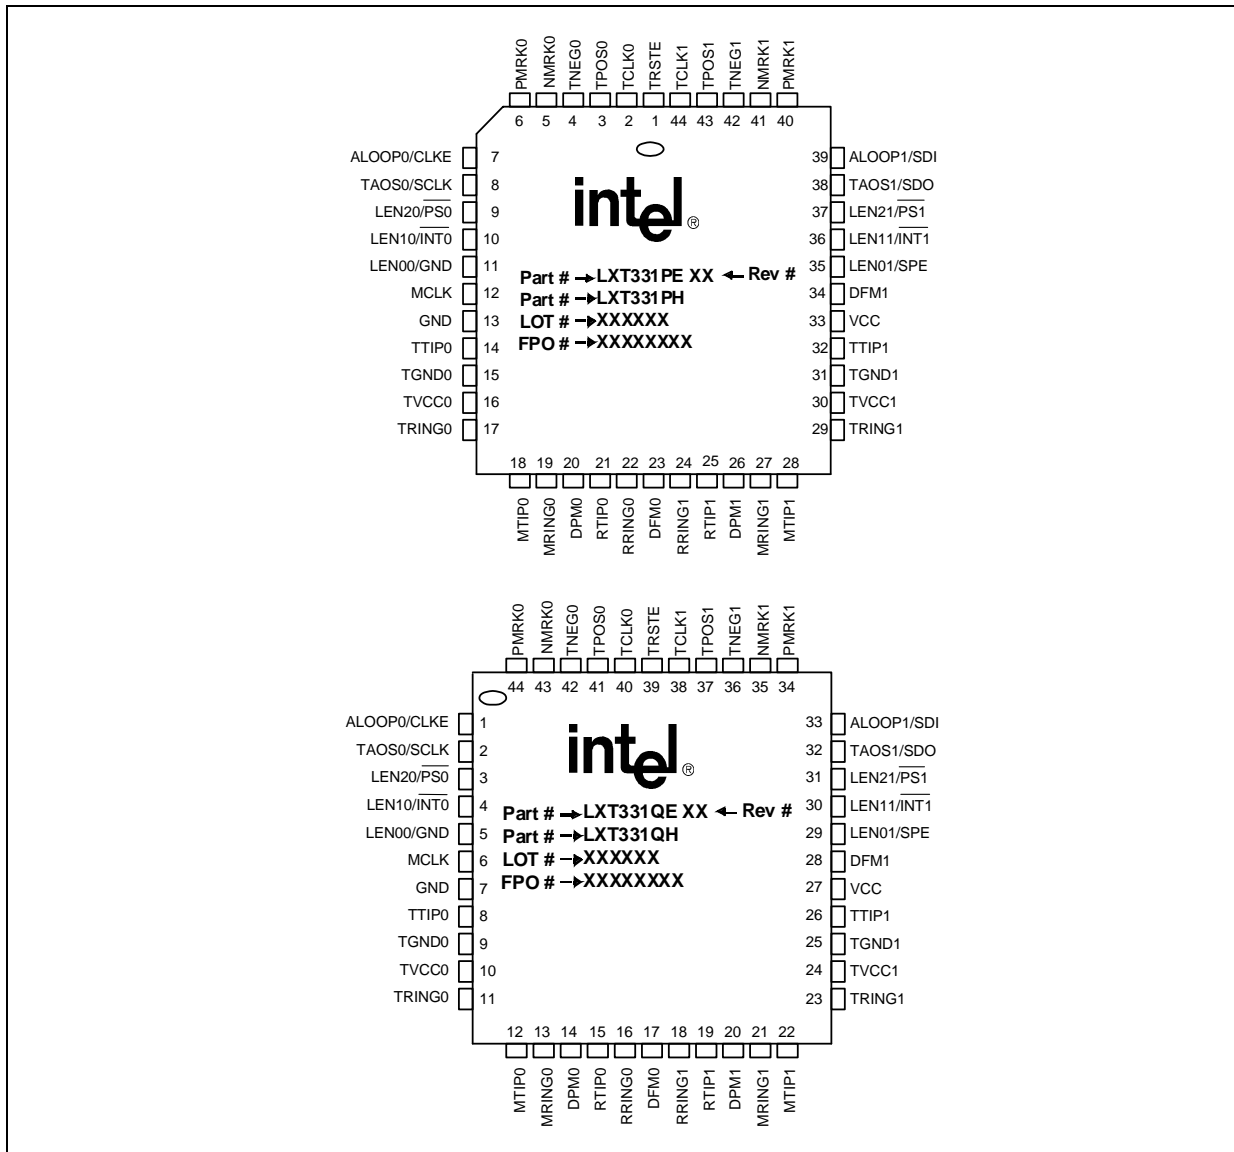 PMRK0 NMRK0 TNEG0 TPOS0 TCLK0 TRSTE TCLK1 TPOS1 TNEG1 NMRK1 PMRK1
6 5 4 3 2 1 44 43 42 41 40
ALOOP0/CLKE 7 39 ALOOP1/SDI
TAOS0/SCLK 8 38 TAOS1/SDO
LEN20/PS0 9 37 LEN21/PS1
LEN10/INT0 10 36 LEN11/INT1
LEN00/GND 11 35 LEN01/SPE
MCLK 12 34 DFM1
GND 13 33 VCC
TTIP0 14 32 TTIP1
TGND0 15 31 TGND1
TVCC0 16 30 TVCC1
TRING0 17 29 TRING1
intel®
Part # LXT331PE XX Rev #
Part # LXT331PH
LOT # XXXXXX
FPO # XXXXXXXX
18 19 20 21 22 23 24 25 26 27 28
MTIP0 MRING0 DPM0 RTIP0 RRING0 DFM0 RRING1 RTIP1 DPM1 MRING1 MTIP1
PMRK0 NMRK0 TNEG0 TPOS0 TCLK0 TRSTE TCLK1 TPOS1 TNEG1 NMRK1 PMRK1
44 43 42 41 40 39 38 37 36 35 34
ALOOP0/CLKE 1 33 ALOOP1/SDI
TAOS0/SCLK 2 32 TAOS1/SDO
LEN20/PS0 3 31 LEN21/PS1
LEN10/INT0 4 30 LEN11/INT1
LEN00/GND 5 29 LEN01/SPE
MCLK 6 28 DFM1
GND 7 27 VCC
TTIP0 8 26 TTIP1
TGND0 9 25 TGND1
TVCC0 10 24 TVCC1
TRING0 11 23 TRING1
intel®
Part # LXT331QE XX Rev #
Part # LXT331QH
LOT # XXXXXX
FPO # XXXXXXXX
12 13 14 15 16 17 18 19 20 21 22
MTIP0 MRING0 DPM0 RTIP0 RRING0 DFM0 RRING1 RTIP1 DPM1 MRING1 MTIP1